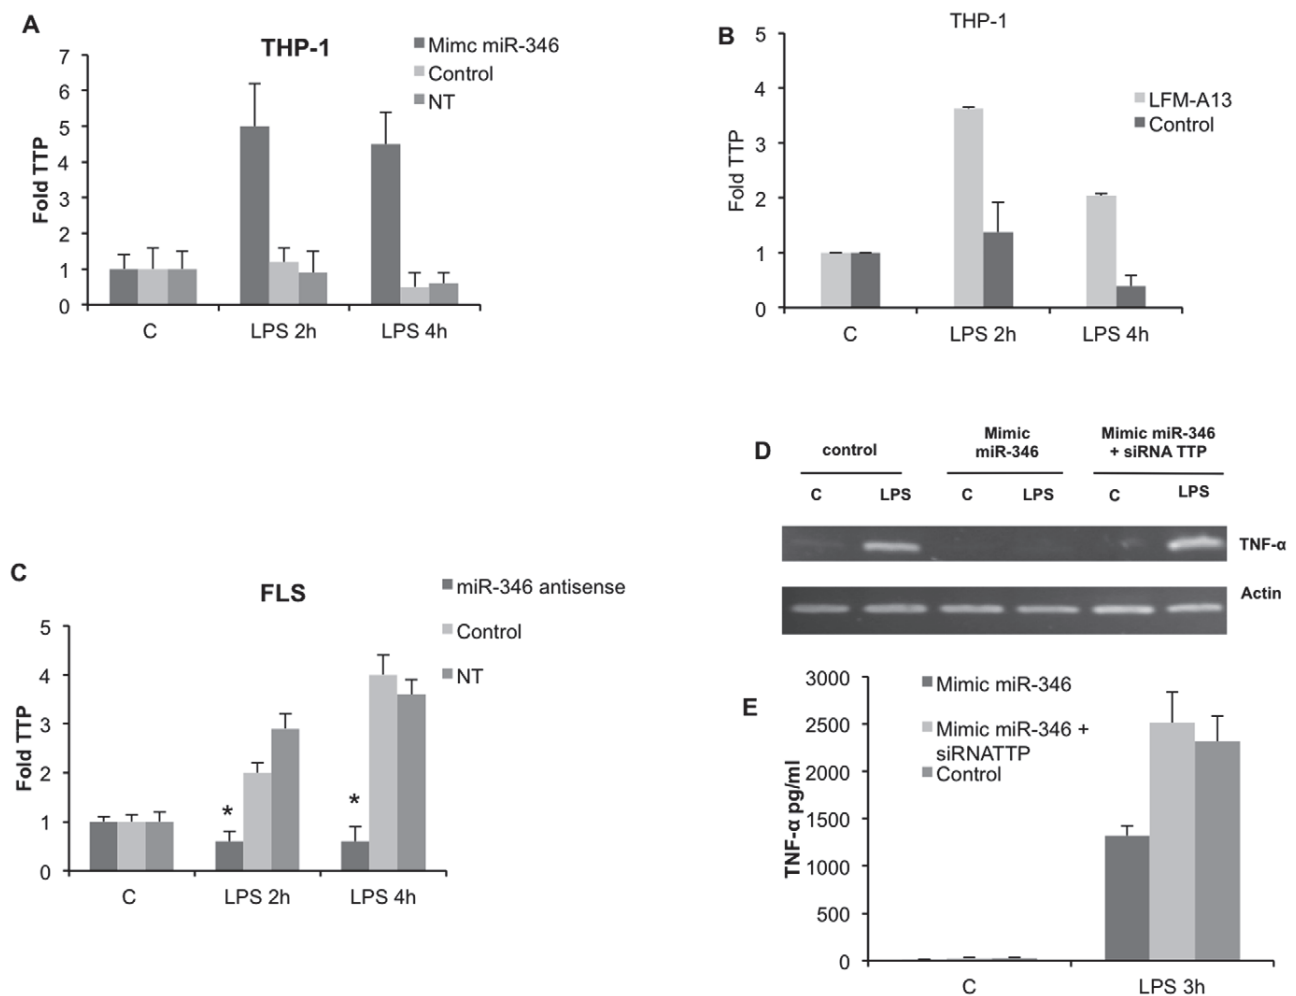 A
THP-1
Mimc miR-346
Control
NT
Fold TTP
7
6
5
4
3
2
1
0
C
LPS 2h
LPS 4h
B
THP-1
LFM-A13
Control
Fold TTP
5
4
3
2
1
0
C
LPS 2h
LPS 4h
C
FLS
miR-346 antisense
Control
NT
Fold TTP
5
4
3
2
1
0
*
*
C
LPS 2h
LPS 4h
D
control
Mimic
miR-346
Mimic miR-346
+ siRNA TTP
C
LPS
C
LPS
C
LPS
TNF-α
Actin
E
Mimic miR-346
Mimic miR-346 +
siRNATTP
Control
TNF-α pg/ml
3000
2500
2000
1500
1000
500
0
C
LPS 3h